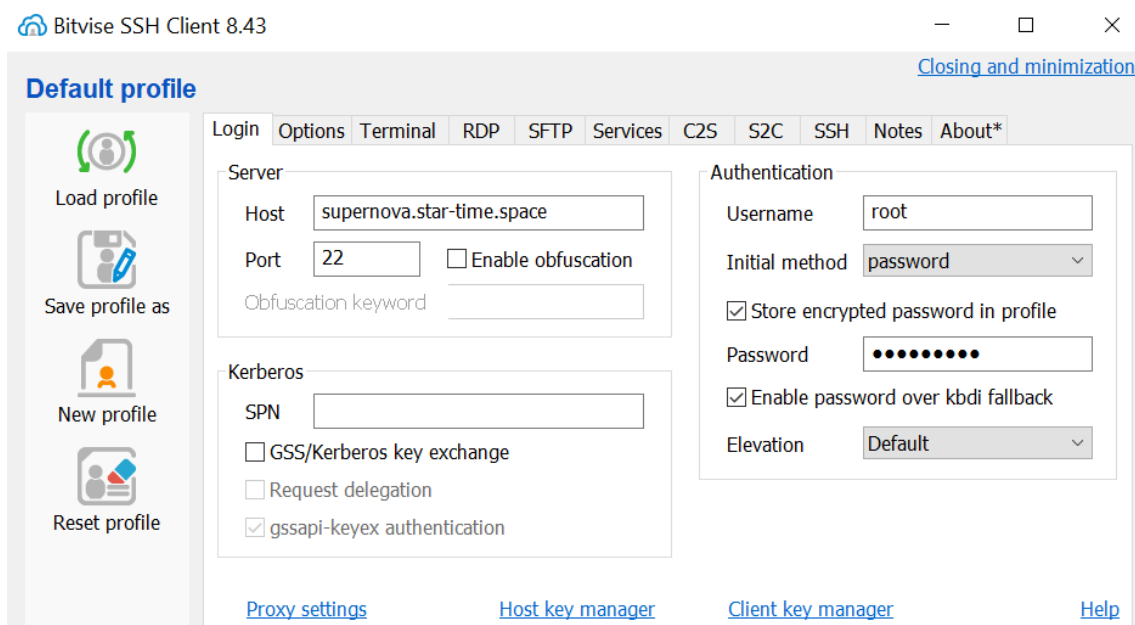 Bitvise SSH Client 8.43
Closing and minimization
Default profile
Load profile
Save profile as
New profile
Reset profile
Login Options Terminal RDP SFTP Services C2S S2C SSH Notes About*
Server
Host supernova.star-time.space
Port 22 Enable obfuscation
Obfuscation keyword
Kerberos
SPN
GSS/Kerberos key exchange
Request delegation
gssapi-keyex authentication
Authentication
Username root
Initial method password
Store encrypted password in profile
Password ●●●●●●●●●
Enable password over kbdi fallback
Elevation Default
Proxy settings Host key manager Client key manager Help